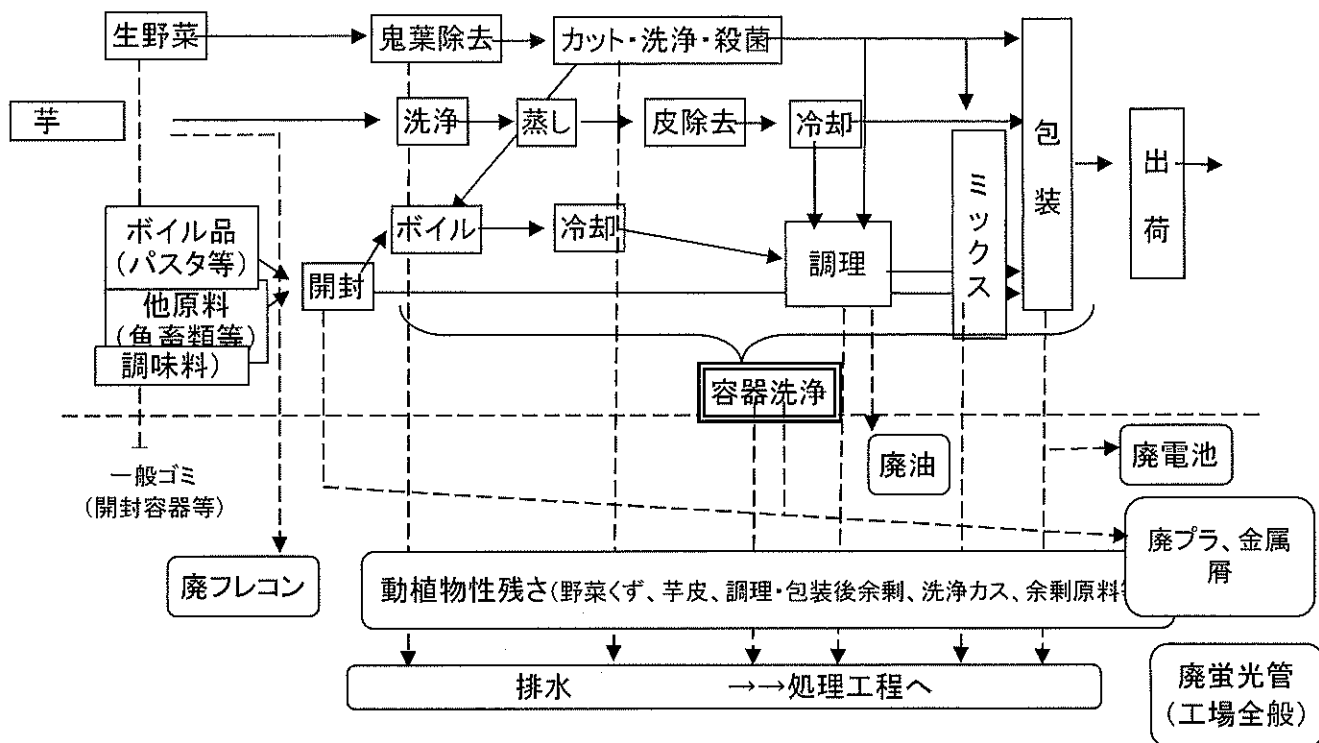 生野菜
鬼葉除去
カット・洗浄・殺菌
芋
洗浄
蒸し
皮除去
冷却
包装
出荷
ミックス
ボイル品
(パスタ等)
ボイル
冷却
調理
開封
他原料
(魚畜類等)
調味料)
容器洗浄
一般ゴミ
(開封容器等)
廃油
廃電池
廃フレコン
動植物性残さ(野菜くず、芋皮、調理・包装後余剰、洗浄カス、余剰原料
廃プラ、金属
屑
排水 →→処理工程へ
廃蛍光管
(工場全般)